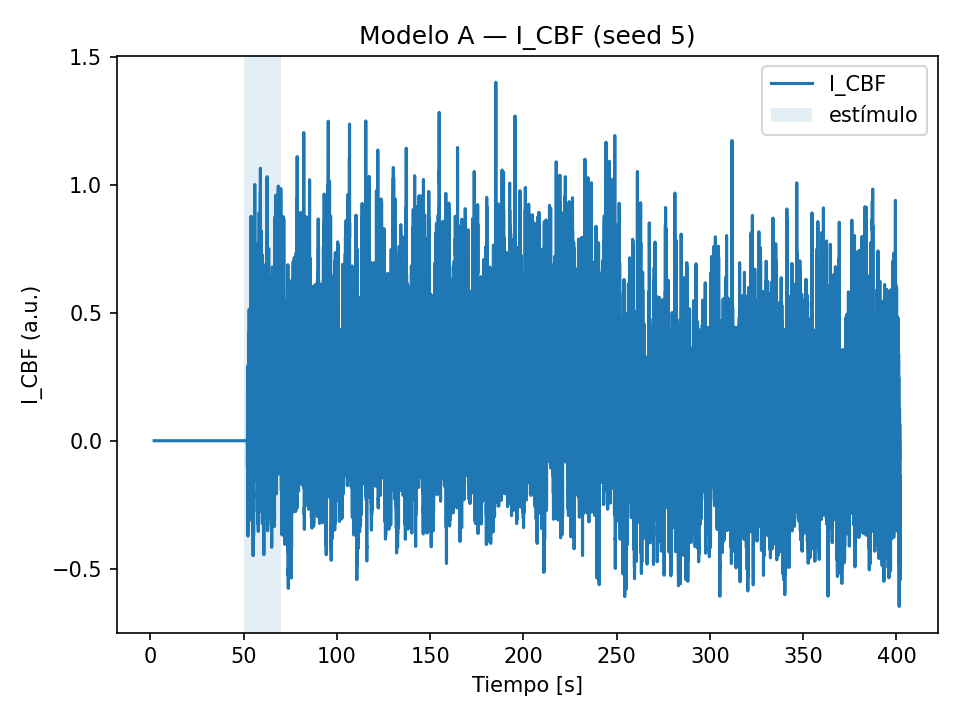 Modelo A — I_CBF (seed 5)
I_CBF
estímulo
I_CBF (a.u.)
1.5
1.0
0.5
0.0
−0.5
0 50 100 150 200 250 300 350 400
Tiempo [s]